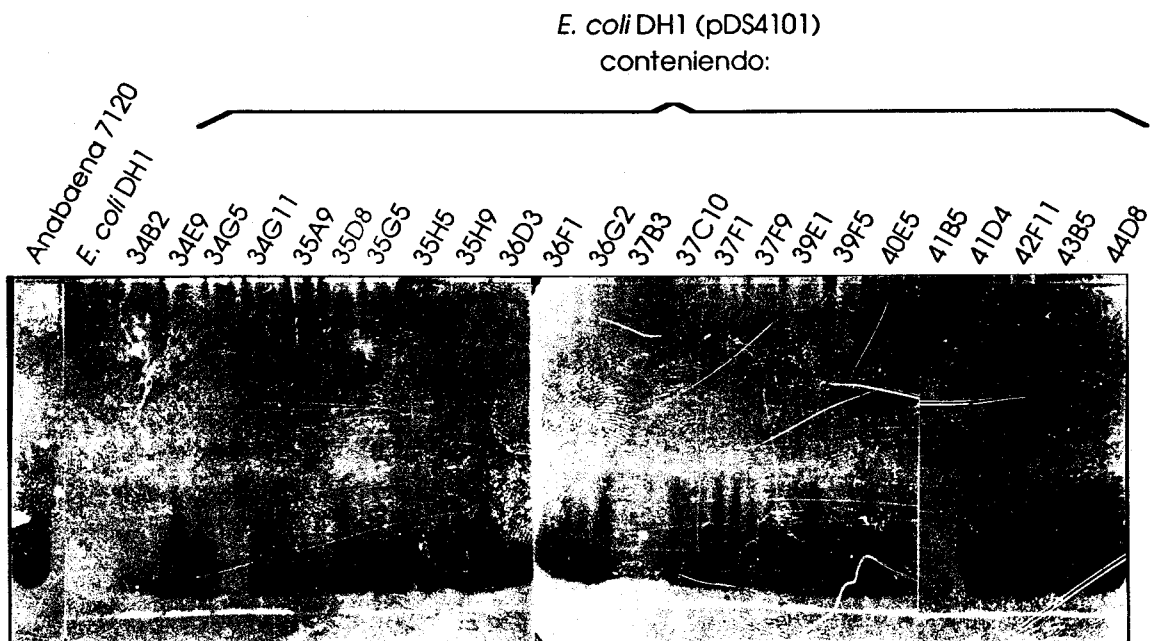 E. coli DH1 (pDS4101)
conteniendo:
Anabaena 7120
E. coli DH1
34B2
34E9
34G5
34G11
35A9
35D8
35G5
35H5
35H9
36D3
36F1
36G2
37B3
37C10
37F1
37F9
39E1
39F5
40E5
41B5
41D4
42F11
43B5
44D8